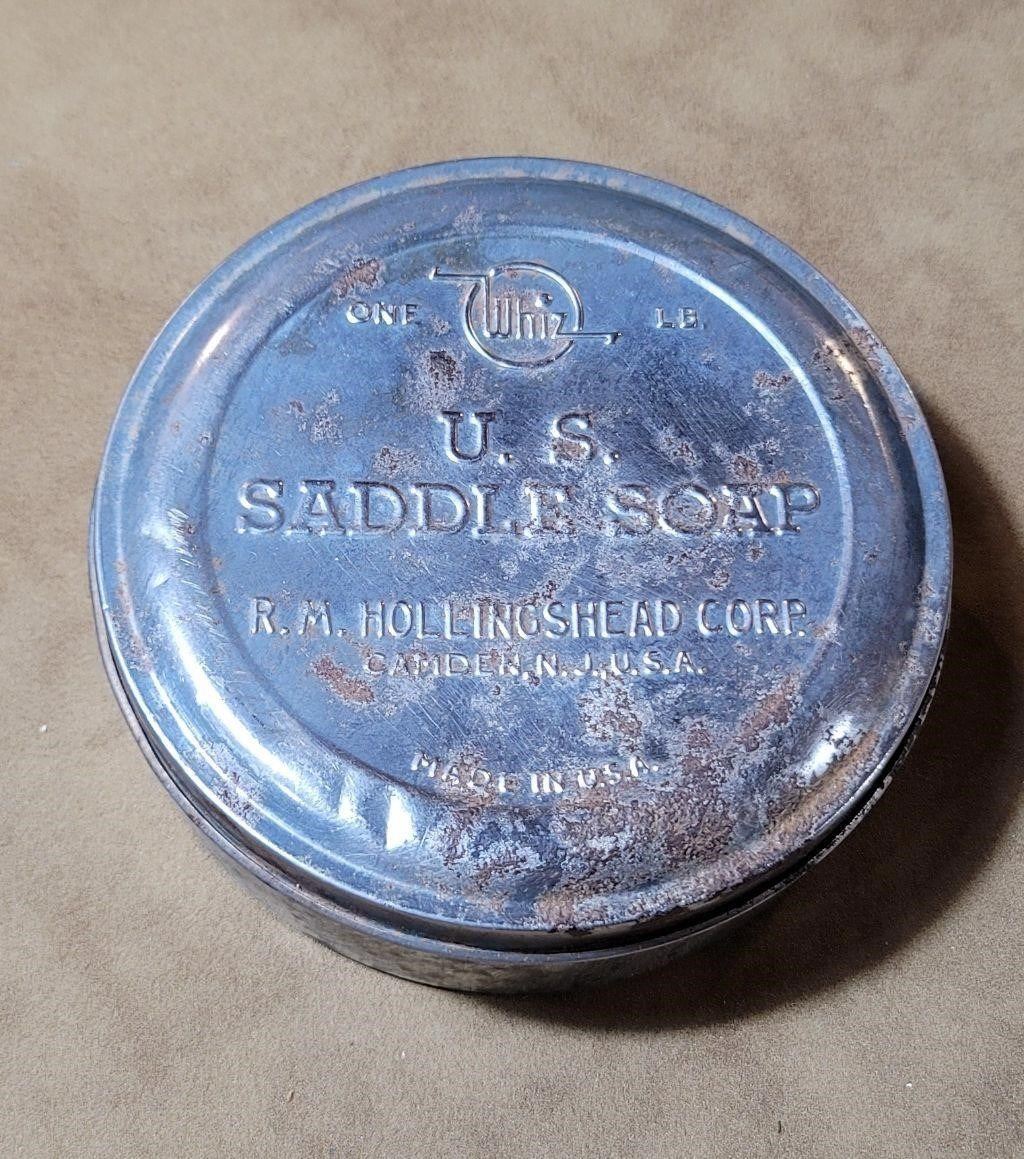 ONE Whiz LB.
U. S.
SADDLE SOAP
R. M. HOLLINGSHEAD CORP.
CAMDEN, N. J., U.S.A.
MADE IN U.S.A.